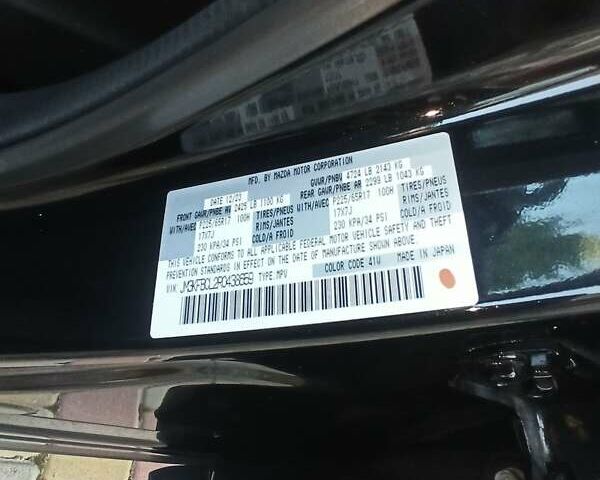 MFD. BY MAZDA MOTOR CORPORATION
DATE 12/23 GVWR/PNBV 4724 LB 2143 KG
FRONT GAWR/PNBE AV 2425 LB 1100 KG REAR GAWR/PNBE AR 2299 LB 1043 KG
WITH/AVEC P225/65R17 100H TIRES/PNEUS WITH/AVEC P225/65R17 100H TIRES/PNEUS
17X7J RIMS/JANTES 17X7J RIMS/JANTES
230 KPA/34 PSI COLD/A FROID 230 KPA/34 PSI COLD/A FROID
THIS VEHICLE CONFORMS TO ALL APPLICABLE FEDERAL MOTOR VEHICLE SAFETY AND THEFT
PREVENTION STANDARDS IN EFFECT ON THE DATE OF MANUFACTURE SHOWN ABOVE.
VIN TYPE MPV COLOR CODE 41W MADE IN JAPAN